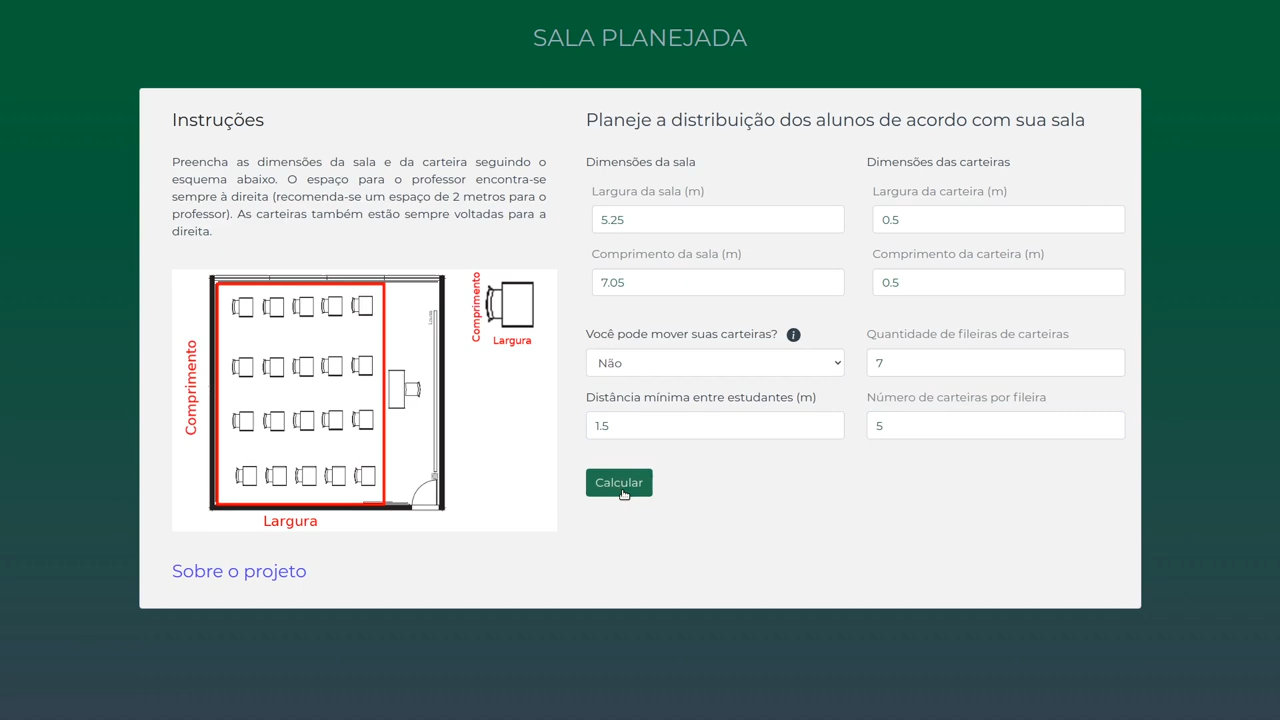 SALA PLANEJADA
Instruções
Preencha as dimensões da sala e da carteira seguindo o
esquema abaixo. O espaço para o professor encontra-se
sempre à direita (recomenda-se um espaço de 2 metros para o
professor). As carteiras também estão sempre voltadas para a
direita.
Comprimento
Largura
Comprimento
Largura
Sobre o projeto
Planeje a distribuição dos alunos de acordo com sua sala
Dimensões da sala
Largura da sala (m)
5.25
Comprimento da sala (m)
7.05
Dimensões das carteiras
Largura da carteira (m)
0.5
Comprimento da carteira (m)
0.5
Você pode mover suas carteiras? i
Não
Quantidade de fileiras de carteiras
7
Distância mínima entre estudantes (m)
1.5
Número de carteiras por fileira
5
Calcular